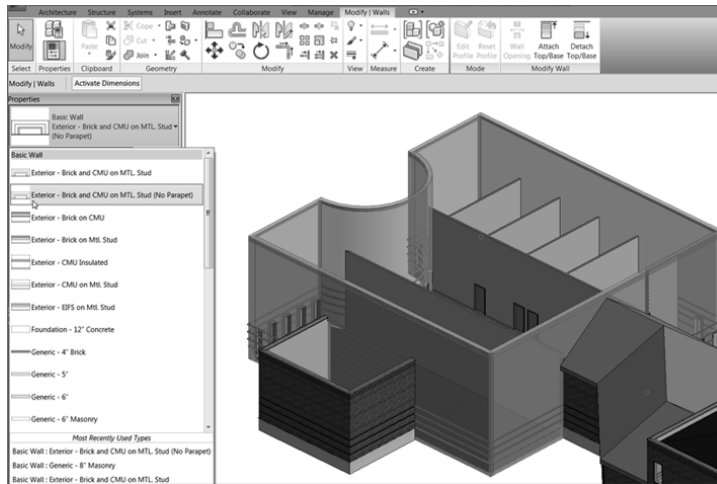 Architecture Structure Systems Insert Annotate Collaborate View Manage Modify | Walls
Modify
Paste
Cope
Cut
Join
Edit Profile
Reset Profile
Wall Opening
Attach Top/Base
Detach Top/Base
Select Properties Clipboard Geometry Modify View Measure Create Mode Modify Wall
Modify | Walls Activate Dimensions
Properties
Basic Wall
Exterior - Brick and CMU on MTL. Stud
(No Parapet)
Basic Wall
Exterior - Brick and CMU on MTL. Stud
Exterior - Brick and CMU on MTL. Stud (No Parapet)
Exterior - Brick on CMU
Exterior - Brick on Mtl. Stud
Exterior - CMU Insulated
Exterior - CMU on Mtl. Stud
Exterior - EIFS on Mtl. Stud
Foundation - 12" Concrete
Generic - 4" Brick
Generic - 5"
Generic - 6"
Generic - 6" Masonry
Most Recently Used Types
Basic Wall : Exterior - Brick and CMU on MTL. Stud (No Parapet)
Basic Wall : Generic - 8" Masonry
Basic Wall : Exterior - Brick and CMU on MTL. Stud